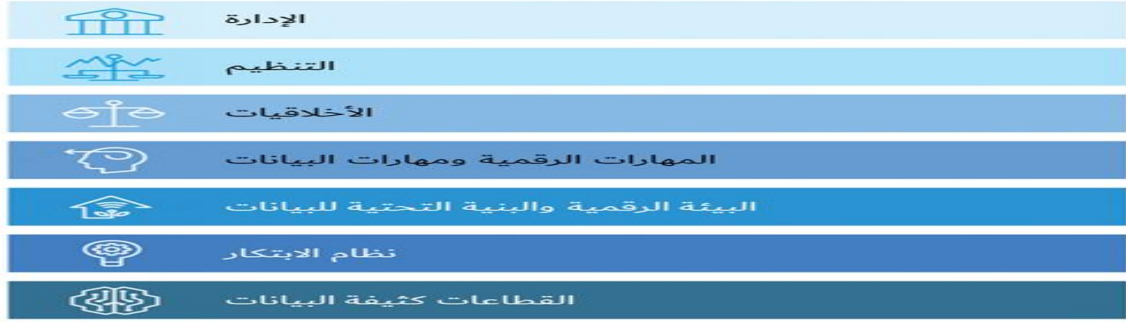 الإدارة
التنظيم
الأخلاقيات
المهارات الرقمية ومهارات البيانات
البيئة الرقمية والبنية التحتية للبيانات
نظام الابتكار
القطاعات كثيفة البيانات